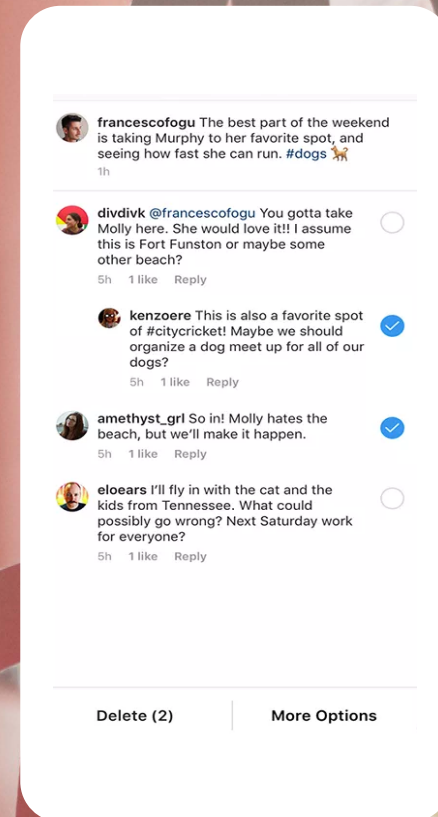 francescofogu The best part of the weekend
is taking Murphy to her favorite spot, and
seeing how fast she can run. #dogs 🐕
1h
divdivk @francescofogu You gotta take
Molly here. She would love it!! I assume
this is Fort Funston or maybe some
other beach?
5h 1 like Reply
kenzoere This is also a favorite spot
of #citycricket! Maybe we should
organize a dog meet up for all of our
dogs?
5h 1 like Reply
amethyst_grl So in! Molly hates the
beach, but we’ll make it happen.
5h 1 like Reply
eloears I’ll fly in with the cat and the
kids from Tennessee. What could
possibly go wrong? Next Saturday work
for everyone?
5h 1 like Reply
Delete (2) More Options